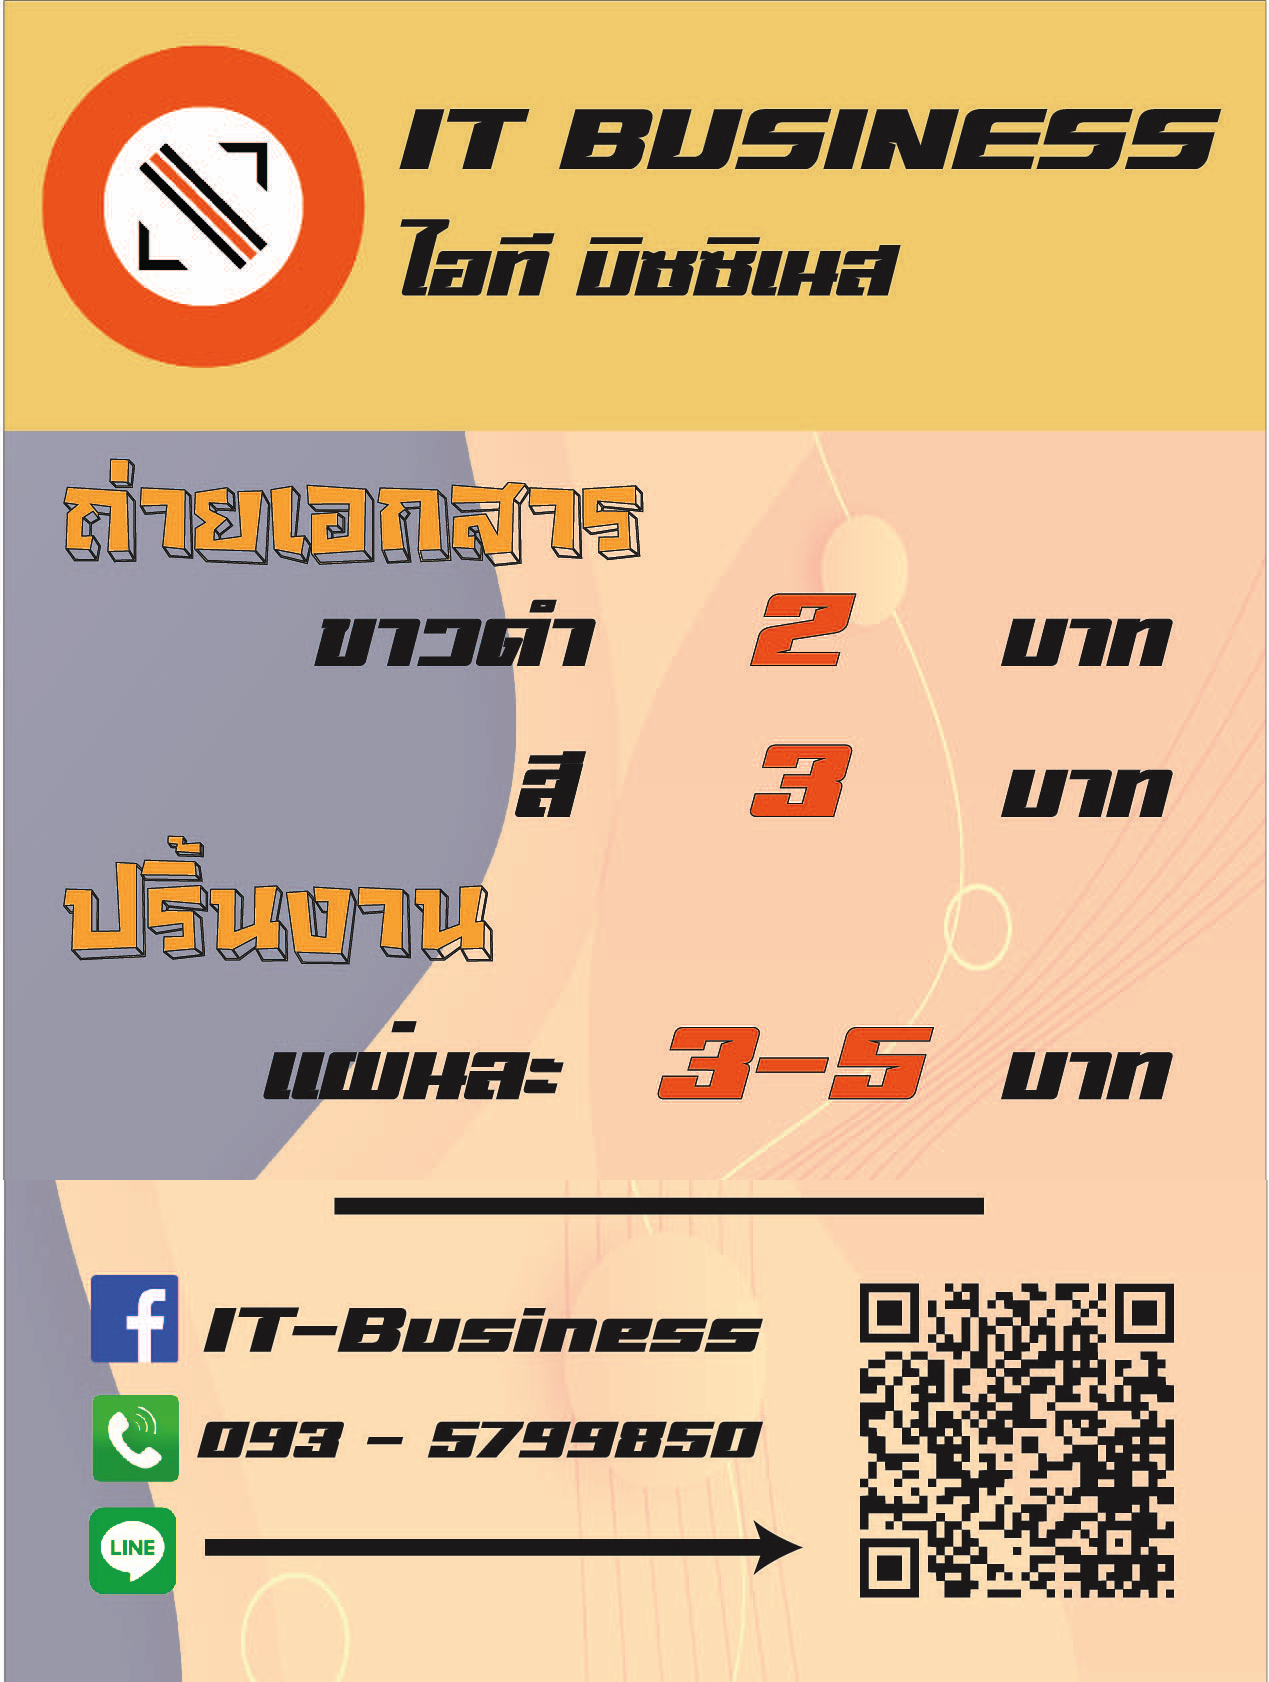 IT BUSINESS
ไอที บิซซิเนส
ถ่ายเอกสาร
ขาวดำ 2 บาท
สี 3 บาท
ปริ้นงาน
แผ่นละ 3-5 บาท
f IT-Business
093 - 5799850
LINE